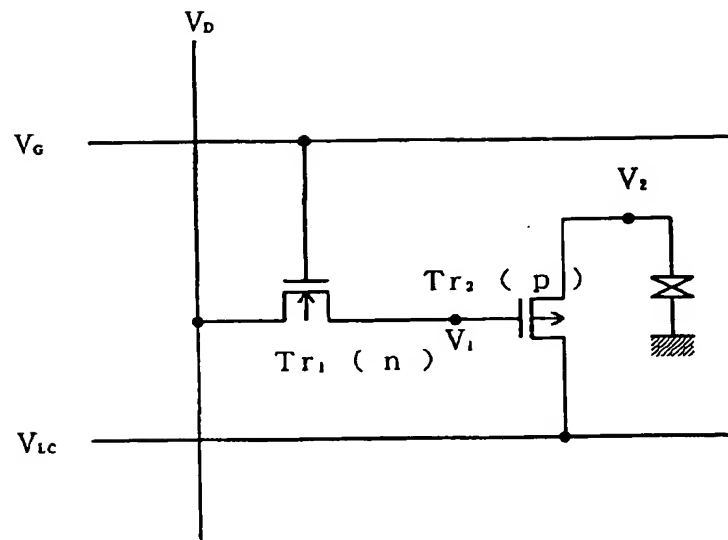 V_D
V_G
V_2
Tr_2 ( p )
V_1
Tr_1 ( n )
V_LC